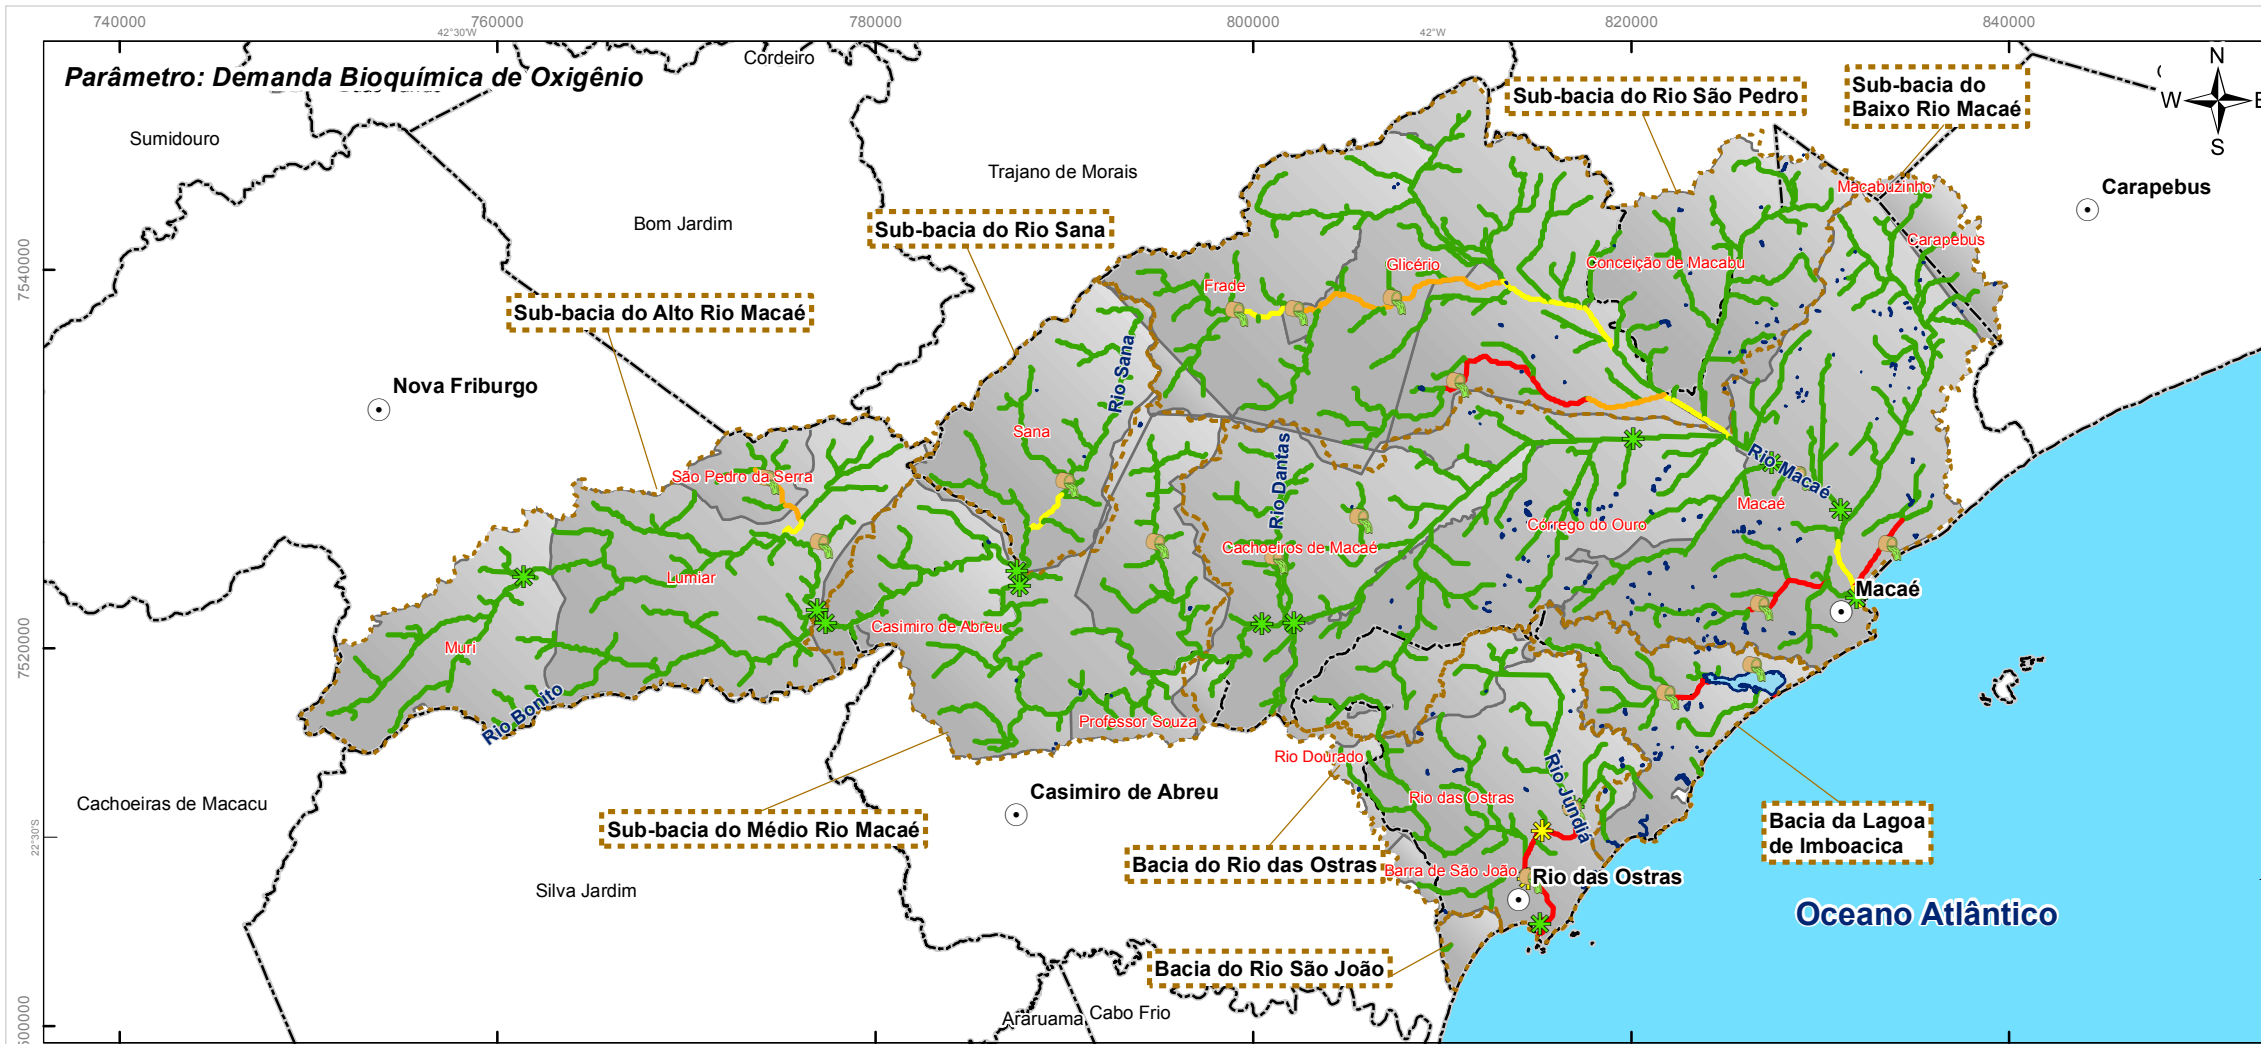 740000
760000
780000
800000
820000
840000
42°30'W
42°W
Parâmetro: Demanda Bioquímica de Oxigênio
Cordeiro
N
W
S
Sub-bacia do Rio São Pedro
Sub-bacia do
Baixo Rio Macaé
Sumidouro
Trajano de Morais
Macabuzinho
Carapebus
Bom Jardim
Sub-bacia do Rio Sana
Carapebus
7540000
Glicério
Conceição de Macabu
Frade
Sub-bacia do Alto Rio Macaé
Rio Sana
Nova Friburgo
Sana
Rio Dantas
São Pedro da Serra
Rio Macaé
Macaé
Córrego do Ouro
Cachoeiros de Macaé
Lumiar
Macaé
Casimiro de Abreu
7520000
Muri
Rio Bonito
Professor Souza
Rio Dourado
Rio Jundiá
Casimiro de Abreu
Rio das Ostras
Cachoeiras de Macacu
Sub-bacia do Médio Rio Macaé
Bacia da Lagoa
de Imboacica
22°30'S
Bacia do Rio das Ostras
Barra de São João
Rio das Ostras
Silva Jardim
Oceano Atlântico
Bacia do Rio São João
Araruama
Cabo Frio